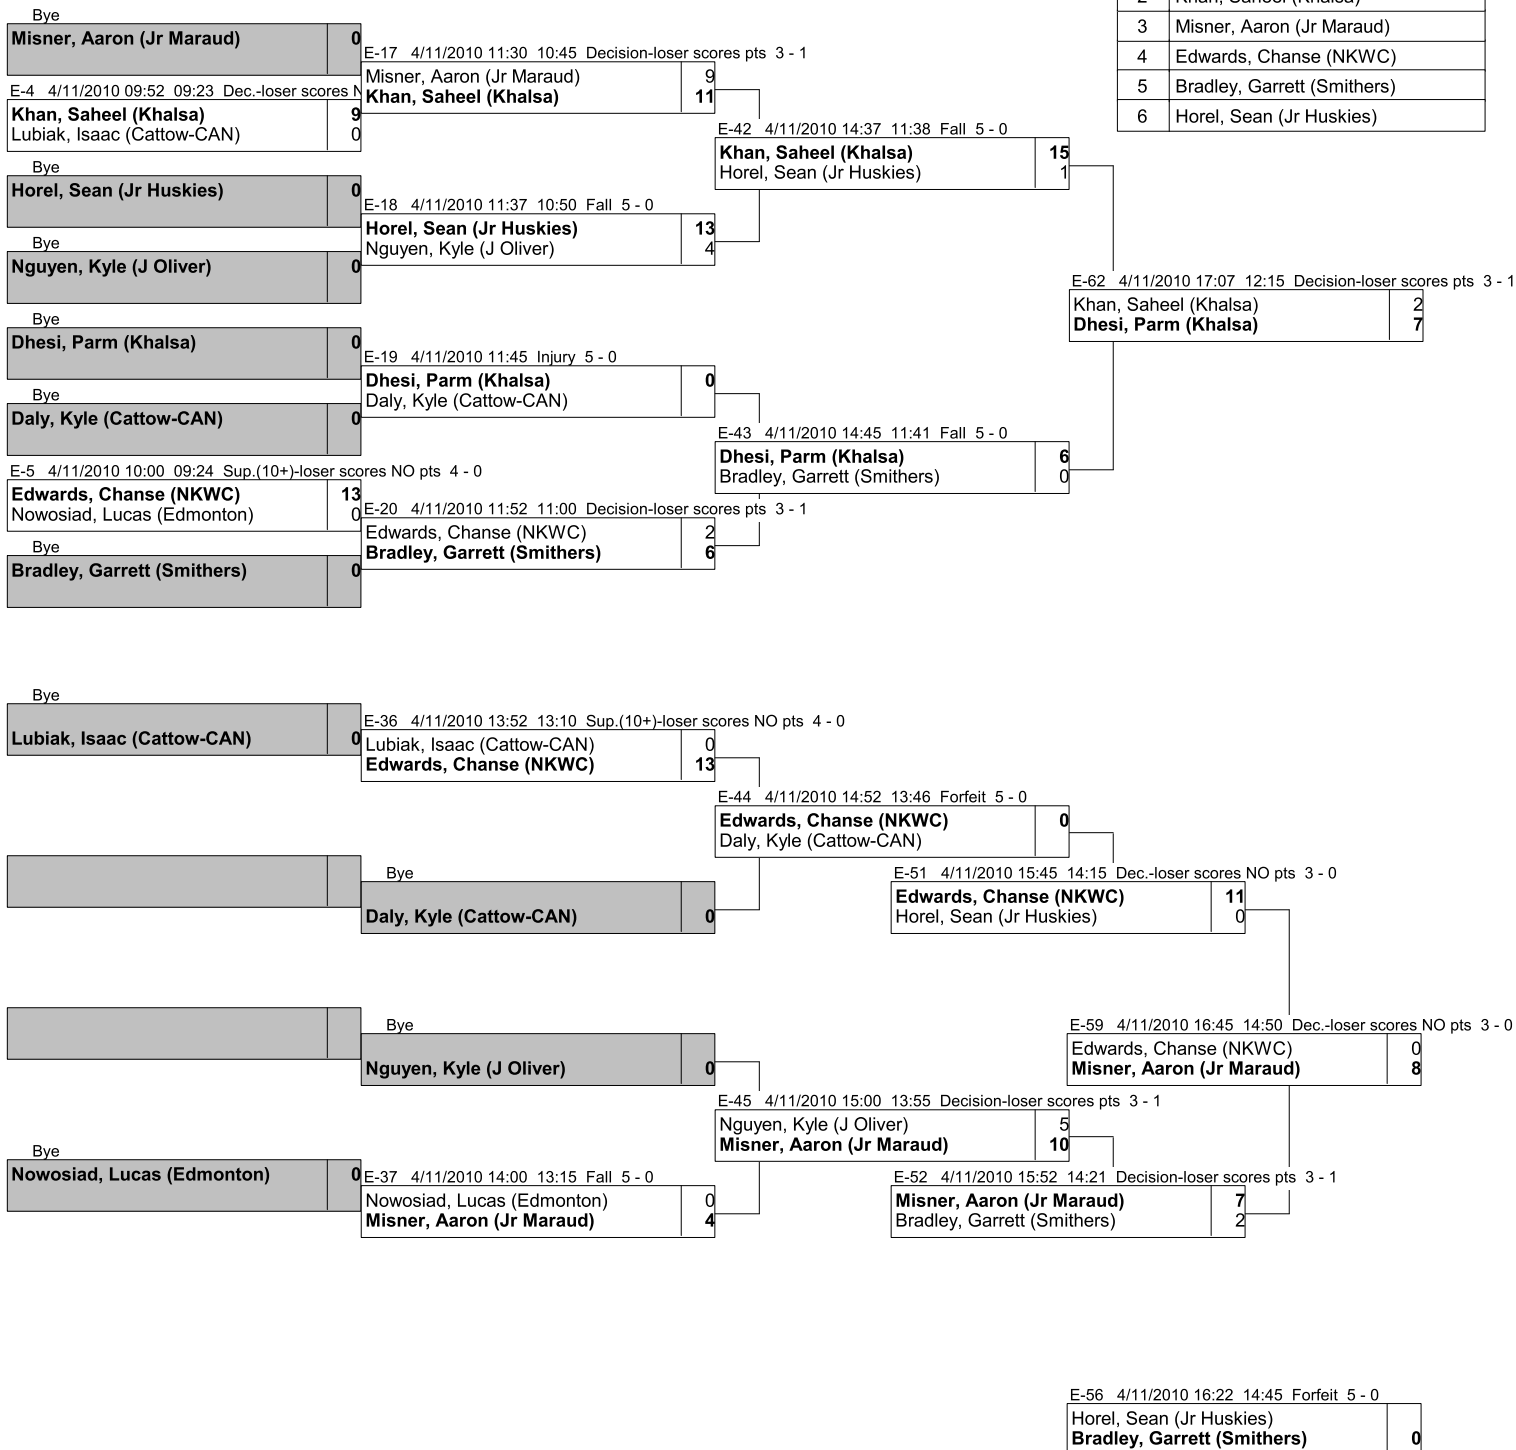 2 Khan, Saheel (Khalsa)
3 Misner, Aaron (Jr Maraud)
4 Edwards, Chanse (NKWC)
5 Bradley, Garrett (Smithers)
6 Horel, Sean (Jr Huskies)
Bye
Misner, Aaron (Jr Maraud) 0
E-4 4/11/2010 09:52 09:23 Dec.-loser scores N
Khan, Saheel (Khalsa) 9
Lubiak, Isaac (Cattow-CAN) 0
Bye
Horel, Sean (Jr Huskies) 0
Bye
Nguyen, Kyle (J Oliver) 0
Bye
Dhesi, Parm (Khalsa) 0
Bye
Daly, Kyle (Cattow-CAN) 0
E-5 4/11/2010 10:00 09:24 Sup.(10+)-loser scores NO pts 4 - 0
Edwards, Chanse (NKWC) 13
Nowosiad, Lucas (Edmonton) 0
Bye
Bradley, Garrett (Smithers) 0
E-17 4/11/2010 11:30 10:45 Decision-loser scores pts 3 - 1
Misner, Aaron (Jr Maraud) 9
Khan, Saheel (Khalsa) 11
E-18 4/11/2010 11:37 10:50 Fall 5 - 0
Horel, Sean (Jr Huskies) 13
Nguyen, Kyle (J Oliver) 4
E-19 4/11/2010 11:45 Injury 5 - 0
Dhesi, Parm (Khalsa) 0
Daly, Kyle (Cattow-CAN)
E-20 4/11/2010 11:52 11:00 Decision-loser scores pts 3 - 1
Edwards, Chanse (NKWC) 2
Bradley, Garrett (Smithers) 6
E-42 4/11/2010 14:37 11:38 Fall 5 - 0
Khan, Saheel (Khalsa) 15
Horel, Sean (Jr Huskies) 1
E-43 4/11/2010 14:45 11:41 Fall 5 - 0
Dhesi, Parm (Khalsa) 6
Bradley, Garrett (Smithers) 0
E-62 4/11/2010 17:07 12:15 Decision-loser scores pts 3 - 1
Khan, Saheel (Khalsa) 2
Dhesi, Parm (Khalsa) 7
Bye
Lubiak, Isaac (Cattow-CAN) 0
Bye
Nowosiad, Lucas (Edmonton) 0
E-36 4/11/2010 13:52 13:10 Sup.(10+)-loser scores NO pts 4 - 0
Lubiak, Isaac (Cattow-CAN) 0
Edwards, Chanse (NKWC) 13
Bye
Daly, Kyle (Cattow-CAN) 0
Bye
Nguyen, Kyle (J Oliver) 0
E-37 4/11/2010 14:00 13:15 Fall 5 - 0
Nowosiad, Lucas (Edmonton) 0
Misner, Aaron (Jr Maraud) 4
E-44 4/11/2010 14:52 13:46 Forfeit 5 - 0
Edwards, Chanse (NKWC) 0
Daly, Kyle (Cattow-CAN)
E-45 4/11/2010 15:00 13:55 Decision-loser scores pts 3 - 1
Nguyen, Kyle (J Oliver) 5
Misner, Aaron (Jr Maraud) 10
E-51 4/11/2010 15:45 14:15 Dec.-loser scores NO pts 3 - 0
Edwards, Chanse (NKWC) 11
Horel, Sean (Jr Huskies) 0
E-52 4/11/2010 15:52 14:21 Decision-loser scores pts 3 - 1
Misner, Aaron (Jr Maraud) 7
Bradley, Garrett (Smithers) 2
E-59 4/11/2010 16:45 14:50 Dec.-loser scores NO pts 3 - 0
Edwards, Chanse (NKWC) 0
Misner, Aaron (Jr Maraud) 8
E-56 4/11/2010 16:22 14:45 Forfeit 5 - 0
Horel, Sean (Jr Huskies)
Bradley, Garrett (Smithers) 0